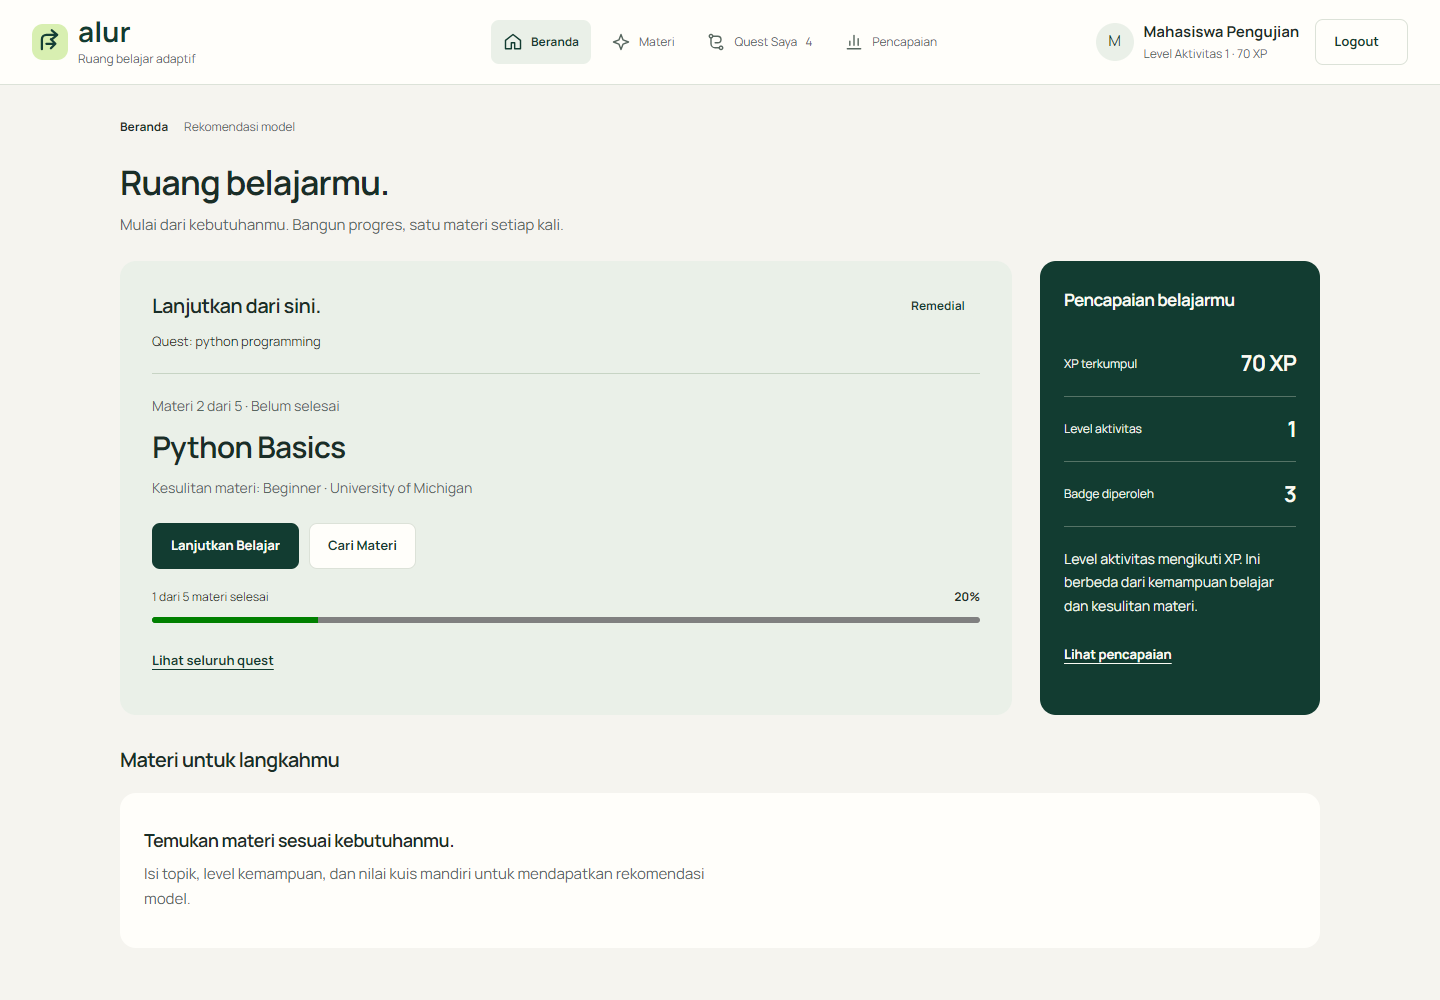 alur
Ruang belajar adaptif
Beranda
Materi
Quest Saya 4
Pencapaian
M
Mahasiswa Pengujian
Level Aktivitas 1 · 70 XP
Logout
Beranda
Rekomendasi model
Ruang belajarmu.
Mulai dari kebutuhanmu. Bangun progres, satu materi setiap kali.
Lanjutkan dari sini.
Remedial
Quest: python programming
Materi 2 dari 5 · Belum selesai
Python Basics
Kesulitan materi: Beginner · University of Michigan
Lanjutkan Belajar
Cari Materi
1 dari 5 materi selesai
20%
Lihat seluruh quest
Pencapaian belajarmu
XP terkumpul
70 XP
Level aktivitas
1
Badge diperoleh
3
Level aktivitas mengikuti XP. Ini
berbeda dari kemampuan belajar
dan kesulitan materi.
Lihat pencapaian
Materi untuk langkahmu
Temukan materi sesuai kebutuhanmu.
Isi topik, level kemampuan, dan nilai kuis mandiri untuk mendapatkan rekomendasi
model.